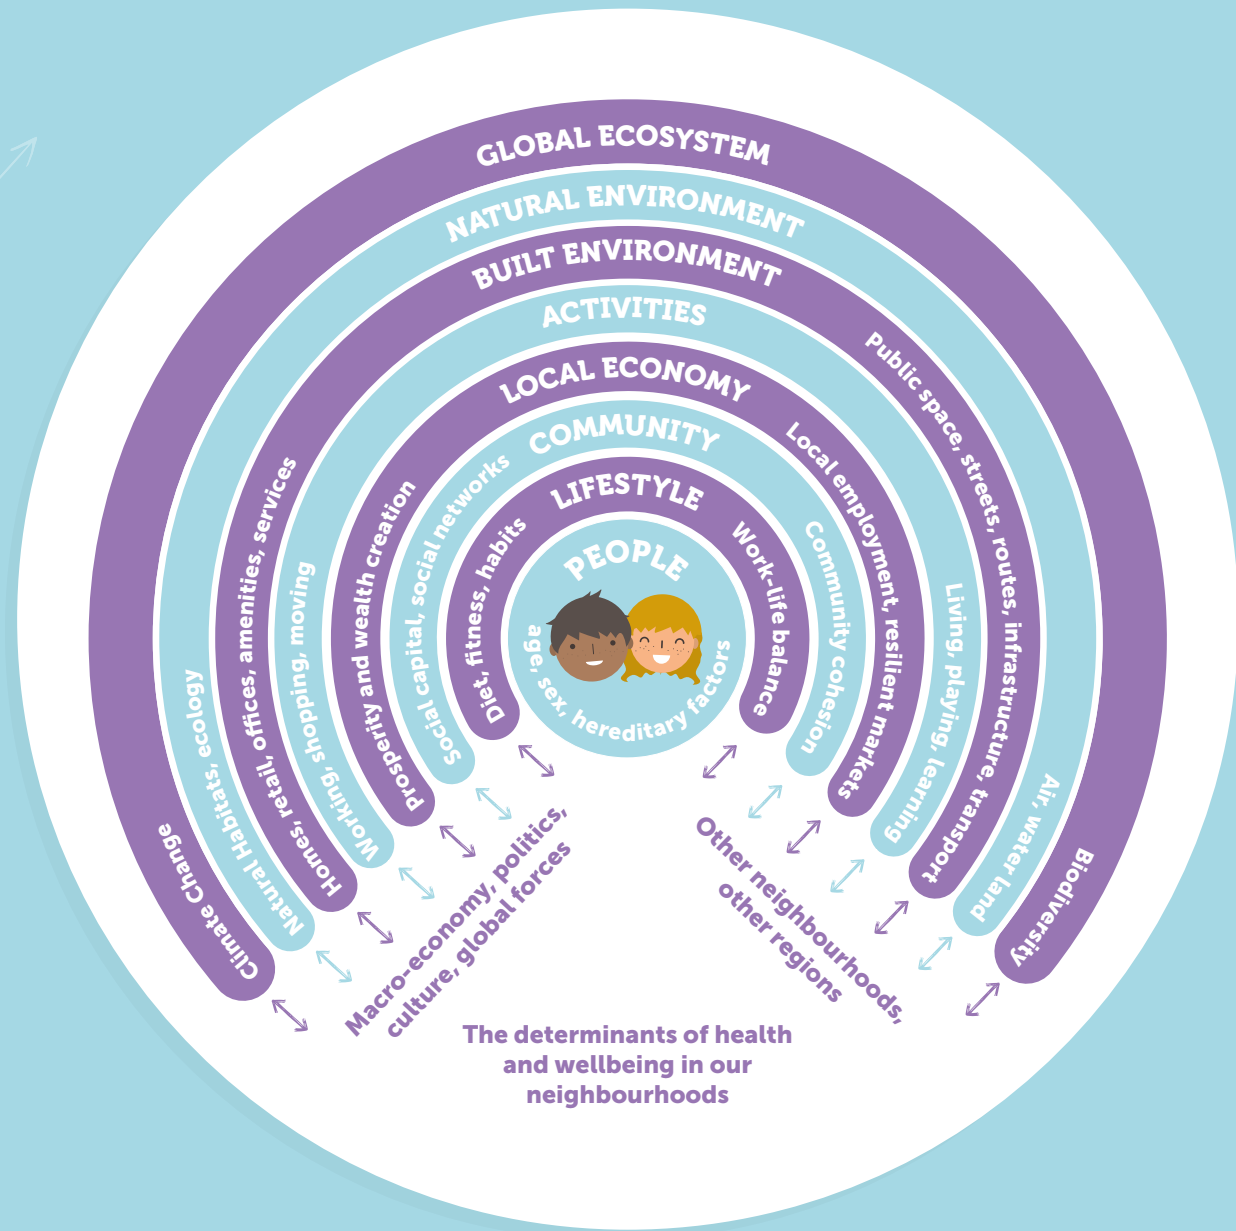 GLOBAL ECOSYSTEM
Climate Change
Biodiversity
NATURAL ENVIRONMENT
Natural Habitats, ecology
Air, water land
BUILT ENVIRONMENT
Homes, retail, offices, amenities, services
Public space, streets, routes, infrastructure, transport
ACTIVITIES
Working, shopping, moving
Living, playing, learning
LOCAL ECONOMY
Prosperity and wealth creation
Local employment, resilient markets
COMMUNITY
Social capital, social networks
Community cohesion
LIFESTYLE
Diet, fitness, habits
Work-life balance
PEOPLE
age, sex, hereditary factors
Macro-economy, politics,
culture, global forces
Other neighbourhoods,
other regions
The determinants of health
and wellbeing in our
neighbourhoods